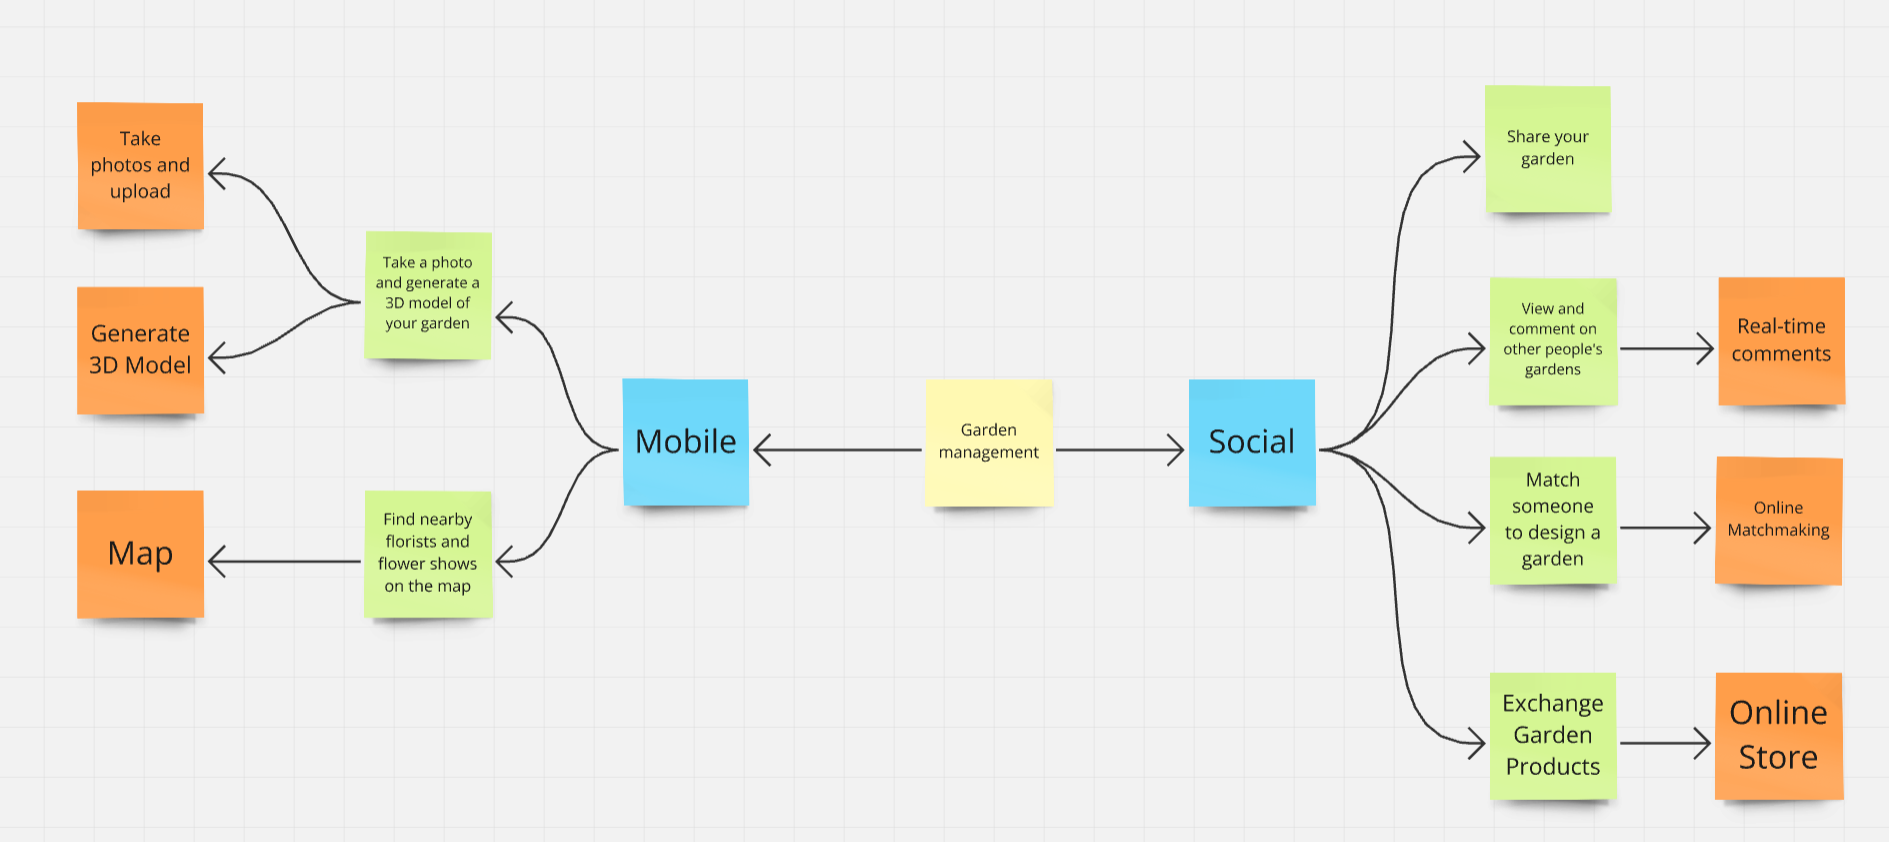 Take
photos and
upload
Generate
3D Model
Map
Take a photo
and generate a
3D model of
your garden
Find nearby
florists and
flower shows
on the map
Mobile
Garden
management
Social
Share your
garden
View and
comment on
other people's
gardens
Real-time
comments
Match
someone
to design a
garden
Online
Matchmaking
Exchange
Garden
Products
Online
Store